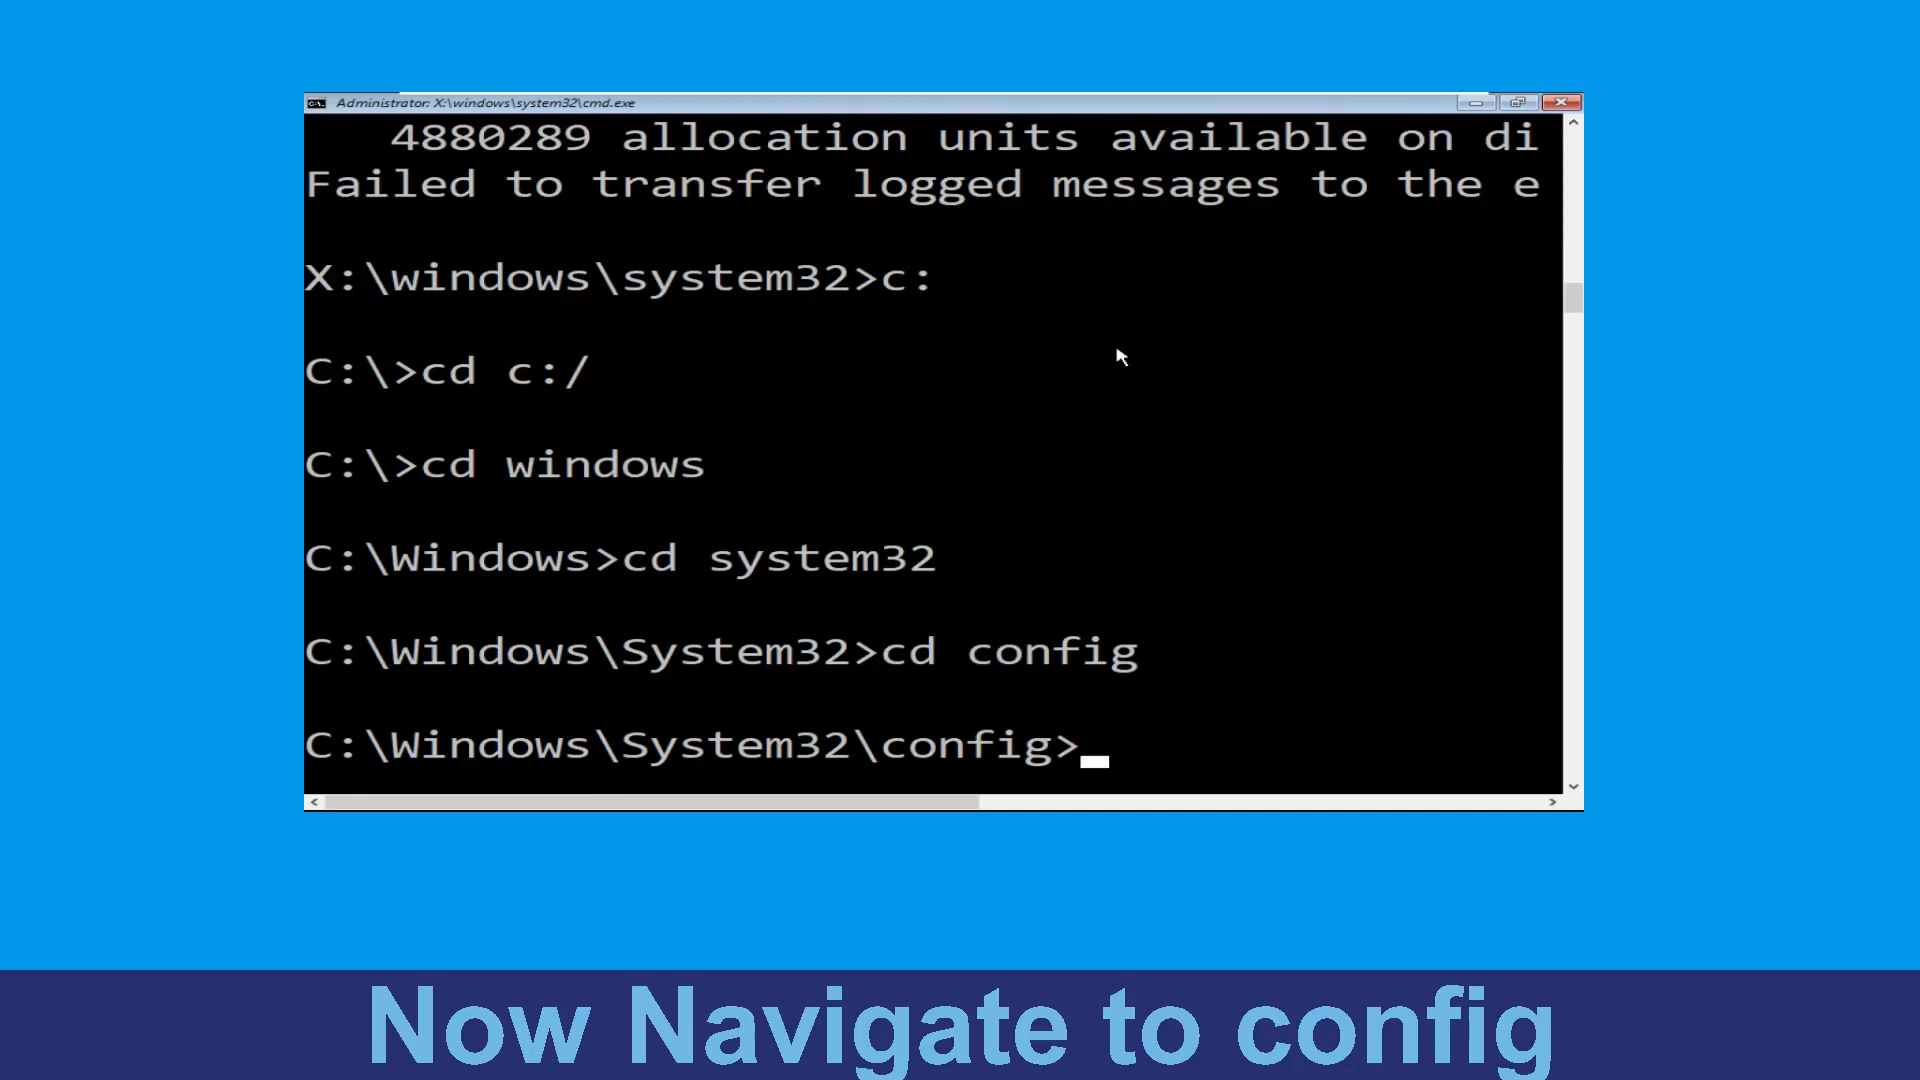 Administrator: X:\windows\system32\cmd.exe
4880289 allocation units available on di
Failed to transfer logged messages to the e
X:\windows\system32>c:
C:\>cd c:/
C:\>cd windows
C:\Windows>cd system32
C:\Windows\System32>cd config
C:\Windows\System32\config>
Now Navigate to config